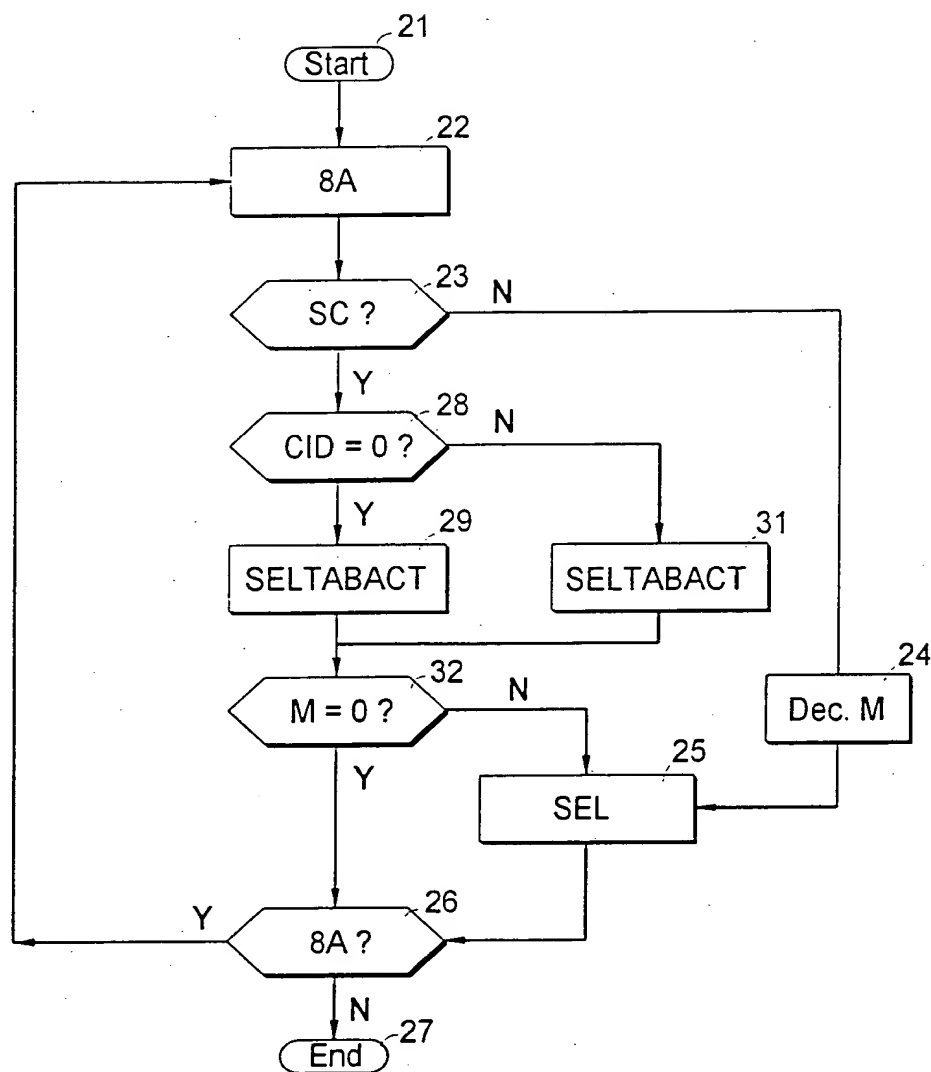 21
Start
22
8A
23
SC ?
N
Y
28
CID = 0 ?
N
Y
29
SELTABACT
31
SELTABACT
32
M = 0 ?
N
24
Dec. M
Y
25
SEL
26
Y
8A ?
N
27
End